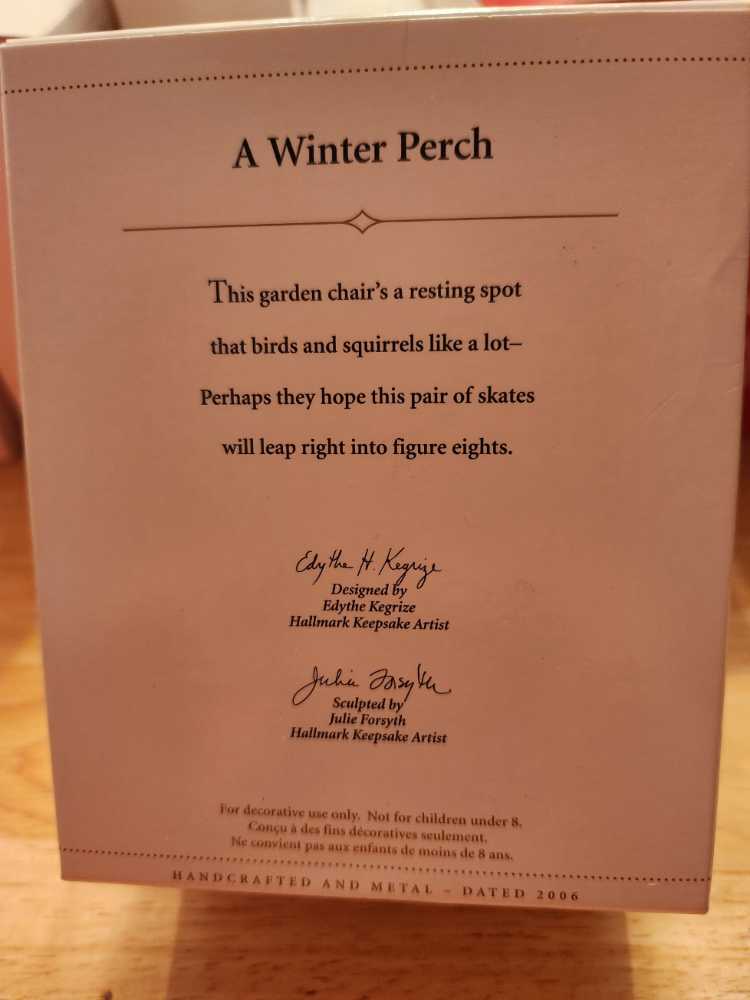 A Winter Perch
This garden chair's a resting spot
that birds and squirrels like a lot–
Perhaps they hope this pair of skates
will leap right into figure eights.
Edythe H. Kegrize
Designed by
Edythe Kegrize
Hallmark Keepsake Artist
Julie Forsyth
Sculpted by
Julie Forsyth
Hallmark Keepsake Artist
For decorative use only. Not for children under 8.
Conçu à des fins décoratives seulement.
Ne convient pas aux enfants de moins de 8 ans.
HANDCRAFTED AND METAL – DATED 2006